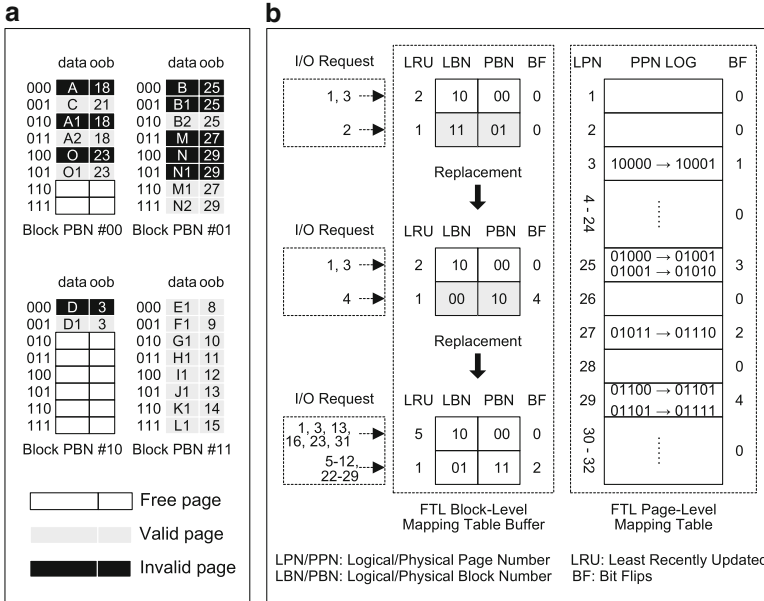 a
data oob data oob
000 A 18 000 B 25
001 C 21 001 B1 25
010 A1 18 010 B2 25
011 A2 18 011 M 27
100 O 23 100 N 29
101 O1 23 101 N1 29
110 110 M1 27
111 111 N2 29
Block PBN #00 Block PBN #01
data oob data oob
000 D 3 000 E1 8
001 D1 3 001 F1 9
010 010 G1 10
011 011 H1 11
100 100 I1 12
101 101 J1 13
110 110 K1 14
111 111 L1 15
Block PBN #10 Block PBN #11
Free page
Valid page
Invalid page
b
I/O Request LRU LBN PBN BF
1, 3 2 10 00 0
2 1 11 01 0
Replacement
I/O Request LRU LBN PBN BF
1, 3 2 10 00 0
4 1 00 10 4
Replacement
I/O Request LRU LBN PBN BF
1, 3, 13,
16, 23, 31 5 10 00 0
5-12,
22-29 1 01 11 2
FTL Block-Level
Mapping Table Buffer
LPN PPN LOG BF
1 0
2 0
3 10000 → 10001 1
4 - 24 0
25 01000 → 01001 3
01001 → 01010
26 0
27 01011 → 01110 2
28 0
29 01100 → 01101 4
01101 → 01111
30 - 32 0
FTL Page-Level
Mapping Table
LPN/PPN: Logical/Physical Page Number LRU: Least Recently Updated
LBN/PBN: Logical/Physical Block Number BF: Bit Flips